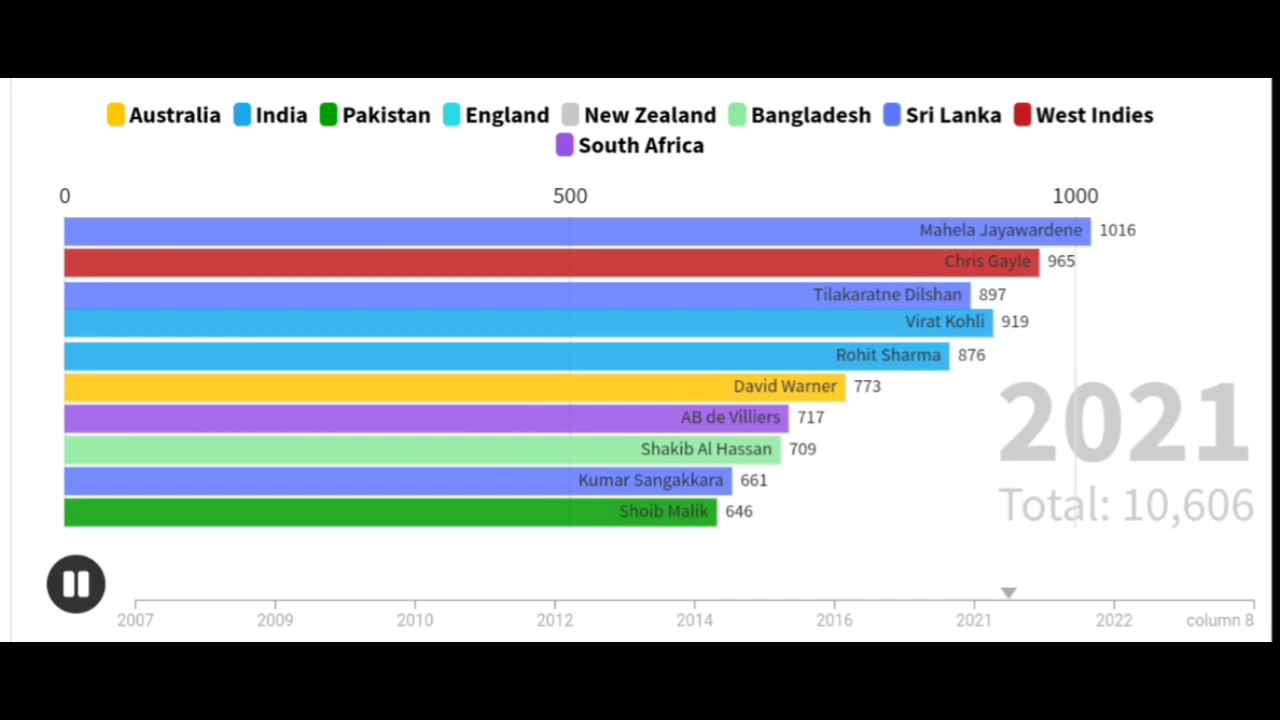 Australia India Pakistan England New Zealand Bangladesh Sri Lanka West Indies
South Africa
0 500 1000
Mahela Jayawardene 1016
Chris Gayle 965
Tilakaratne Dilshan 897
Virat Kohli 919
Rohit Sharma 876
David Warner 773
AB de Villiers 717
Shakib Al Hassan 709
Kumar Sangakkara 661
Shoib Malik 646
2021
Total: 10,606
2007 2009 2010 2012 2014 2016 2021 2022 column 8